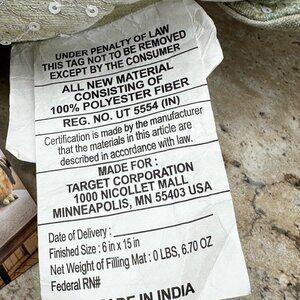 UNDER PENALTY OF LAW
THIS TAG NOT TO BE REMOVED
EXCEPT BY THE CONSUMER
ALL NEW MATERIAL
CONSISTING OF
100% POLYESTER FIBER
REG. NO. UT 5554 (IN)
Certification is made by the manufacturer
that the materials in this article are
described in accordance with law.
MADE FOR :
TARGET CORPORATION
1000 NICOLLET MALL
MINNEAPOLIS, MN 55403 USA
Date of Delivery :
Finished Size : 6 in x 15 in
Net Weight of Filling Mat : 0 LBS, 6.70 OZ
Federal RN#
MADE IN INDIA